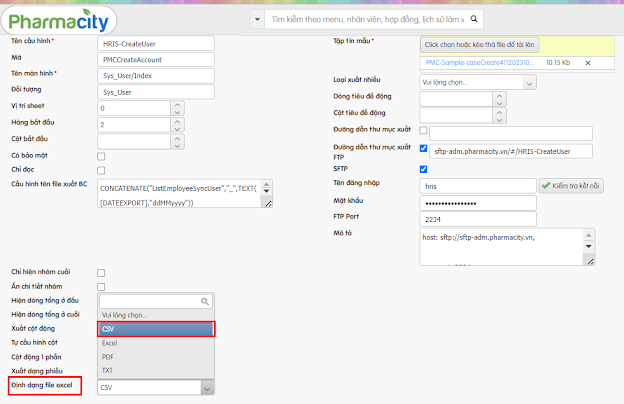 Pharmacity
Tìm kiếm theo menu, nhân viên, hợp đồng, lịch sử làm v
Tên cấu hình *
HRIS-CreateUser
Mã
PMCCreateAccount
Tên màn hình *
Sys_User/Index
Đối tượng
Sys_User
Vị trí sheet
0
Hàng bắt đầu
2
Cột bắt đầu
Có bảo mật
Chỉ đọc
Cấu hình tên file xuất BC
CONCATENATE("ListEmployeeSyncUser","_",TEXT(
[DATEEXPORT],"ddMMyyyy"))
Chỉ hiện nhóm cuối
Ẩn chi tiết nhóm
Hiện dòng tổng ở đầu
Hiện dòng tổng ở cuối
Vui lòng chọn...
Xuất cột động
CSV
Tự cấu hình cột
Excel
Cột động 1 phần
PDF
Xuất dạng phiếu
TXT
Định dạng file excel
CSV
Tập tin mẫu *
Click chọn hoặc kéo thả file để tải lên
PMC-Sample-caseCreate411202310...
10.15 Kb
Loại xuất nhiều
Vui lòng chọn...
Dòng tiêu đề động
Cột tiêu đề động
Đường dẫn thư mục xuất
Đường dẫn thư mục xuất
FTP
sftp-adm.pharmacity.vn/#/HRIS-CreateUser
SFTP
Tên đăng nhập
hris
Kiểm tra kết nối
Mật khẩu
FTP Port
2234
Mô tả
host: sftp://sftp-adm.pharmacity.vn,